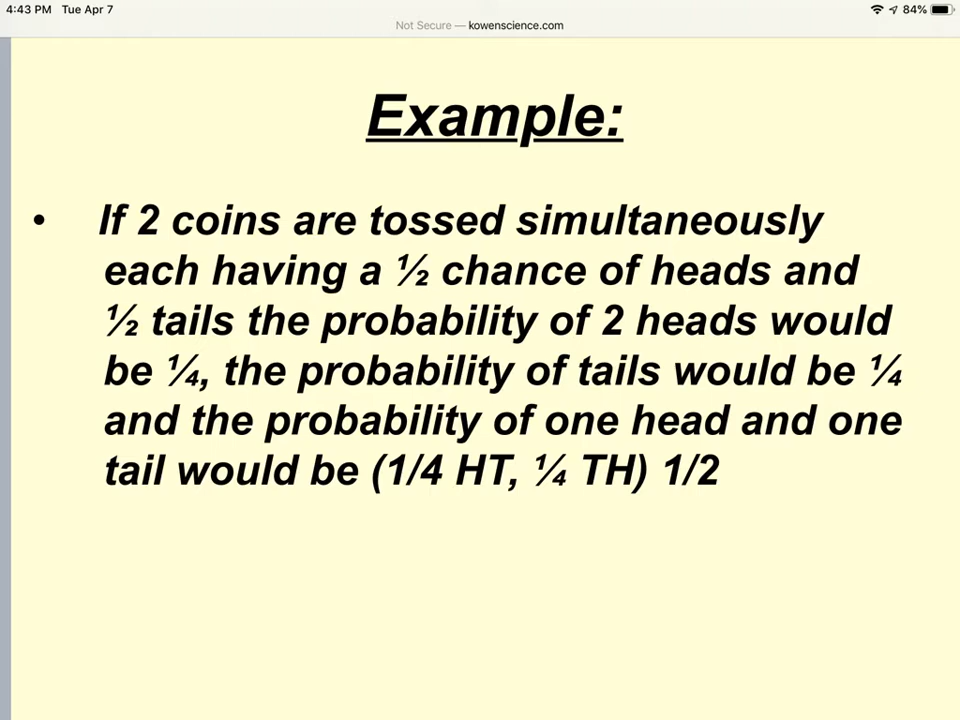 4:43 PM Tue Apr 7 84%
Not Secure — kowenscience.com
Example:
• If 2 coins are tossed simultaneously
each having a ½ chance of heads and
½ tails the probability of 2 heads would
be ¼, the probability of tails would be ¼
and the probability of one head and one
tail would be (1/4 HT, ¼ TH) 1/2